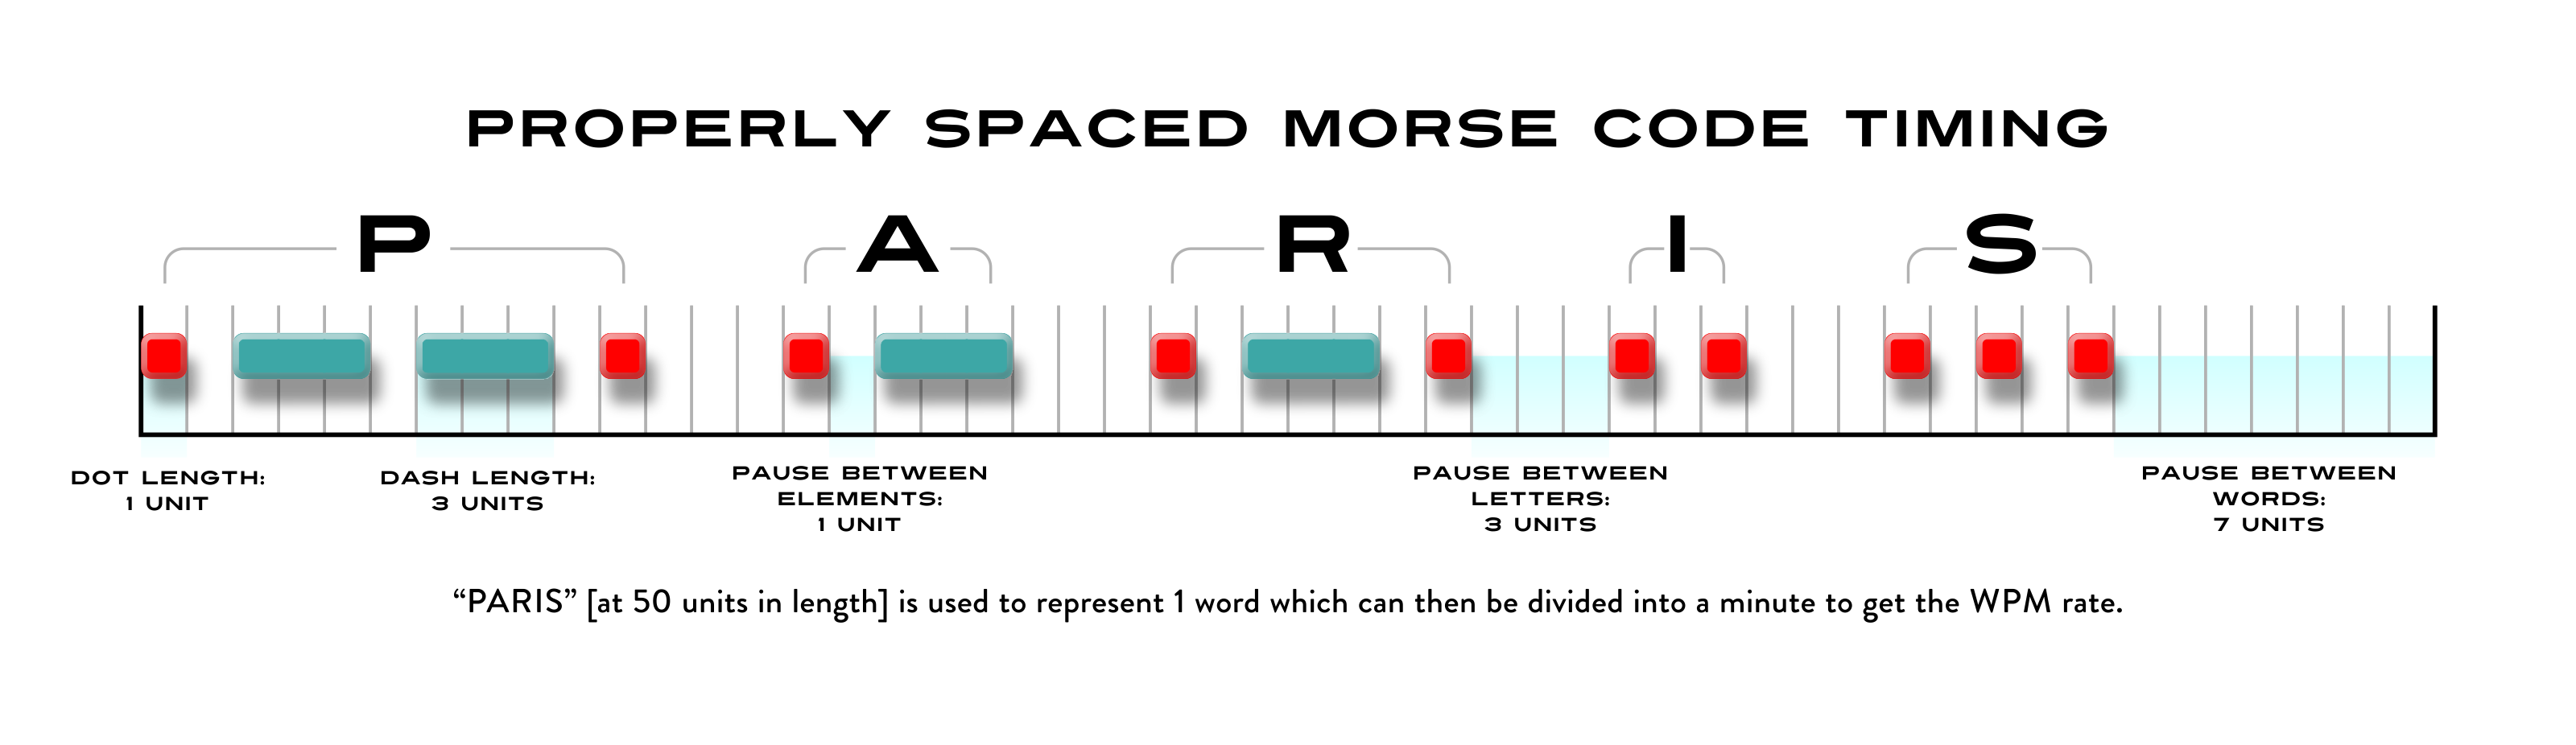 PROPERLY SPACED MORSE CODE TIMING
P A R I S
DOT LENGTH:
1 UNIT
DASH LENGTH:
3 UNITS
PAUSE BETWEEN
ELEMENTS:
1 UNIT
PAUSE BETWEEN
LETTERS:
3 UNITS
PAUSE BETWEEN
WORDS:
7 UNITS
“PARIS” [at 50 units in length] is used to represent 1 word which can then be divided into a minute to get the WPM rate.